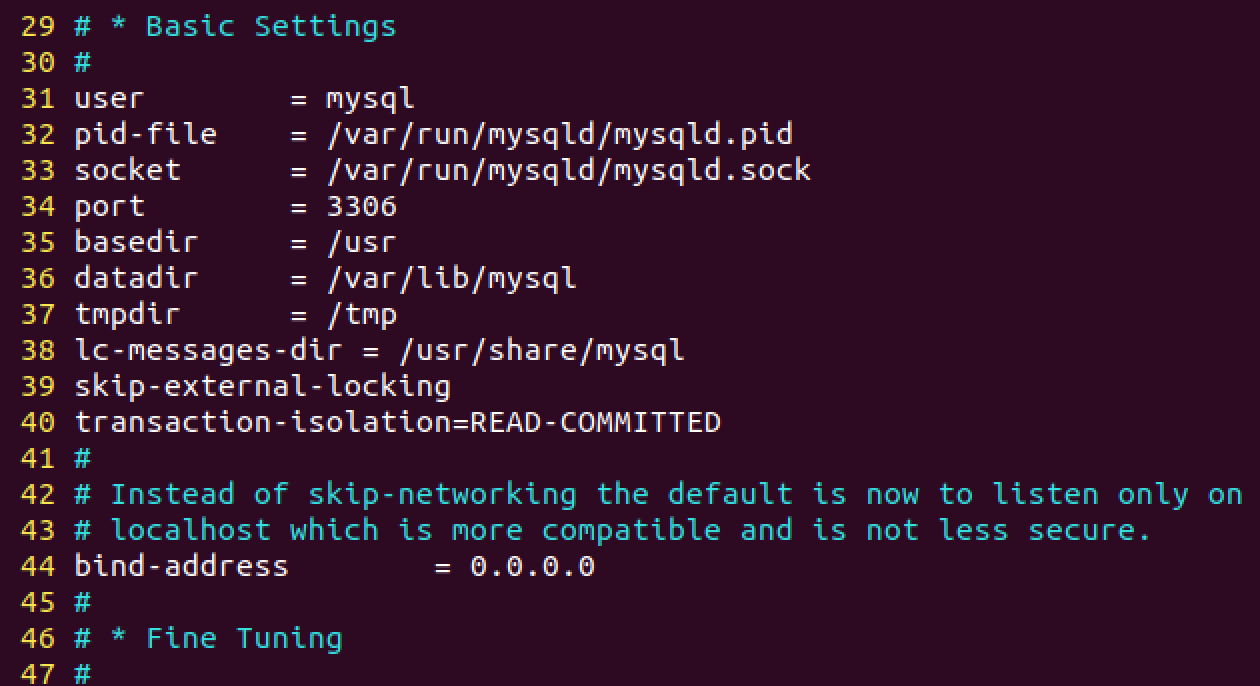 29 # * Basic Settings
30 #
31 user        = mysql
32 pid-file    = /var/run/mysqld/mysqld.pid
33 socket      = /var/run/mysqld/mysqld.sock
34 port        = 3306
35 basedir     = /usr
36 datadir     = /var/lib/mysql
37 tmpdir      = /tmp
38 lc-messages-dir = /usr/share/mysql
39 skip-external-locking
40 transaction-isolation=READ-COMMITTED
41 #
42 # Instead of skip-networking the default is now to listen only on
43 # localhost which is more compatible and is not less secure.
44 bind-address        = 0.0.0.0
45 #
46 # * Fine Tuning
47 #